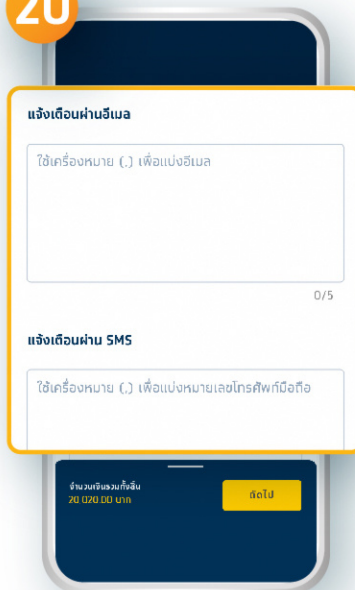 20
แจ้งเตือนผ่านอีเมล
ใช้เครื่องหมาย (,) เพื่อแบ่งอีเมล
0/5
แจ้งเตือนผ่าน SMS
ใช้เครื่องหมาย (,) เพื่อแบ่งหมายเลขโทรศัพท์มือถือ
จำนวนเงินรวมทั้งสิ้น
20,020.00 บาท
ถัดไป